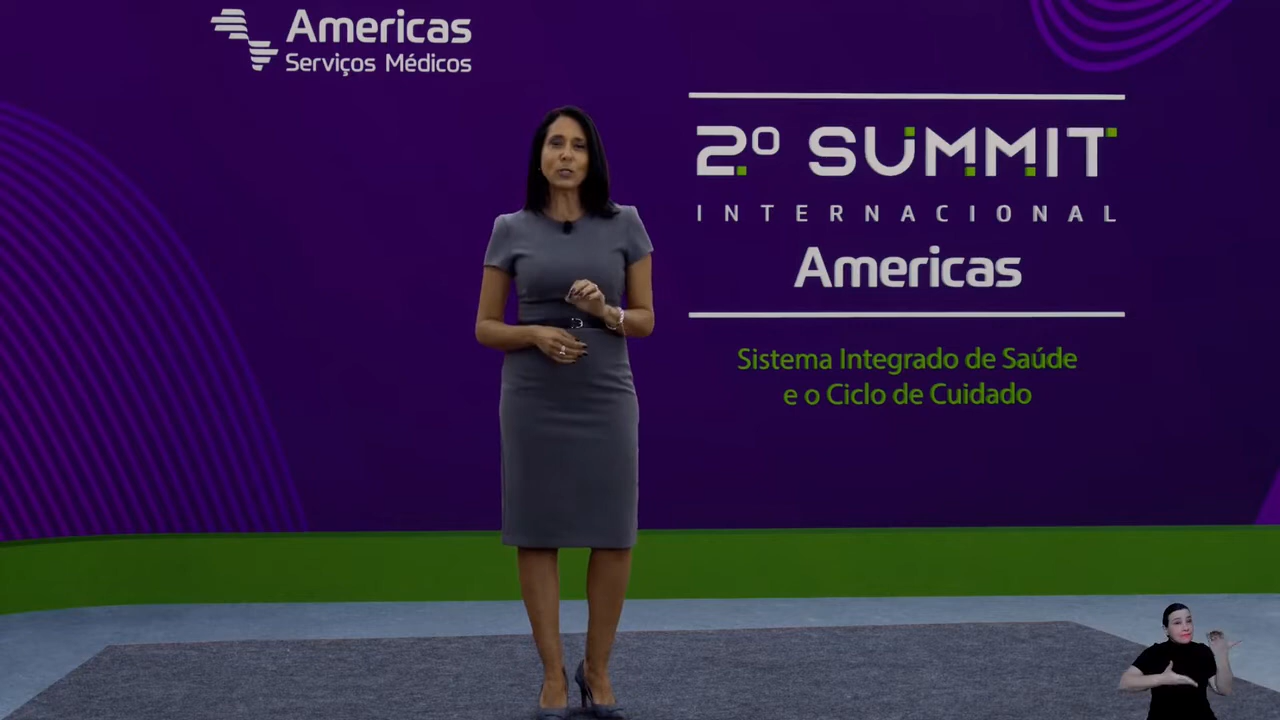 Americas
Serviços Médicos
2º SUMMIT
INTERNACIONAL
Americas
Sistema Integrado de Saúde
e o Ciclo de Cuidado